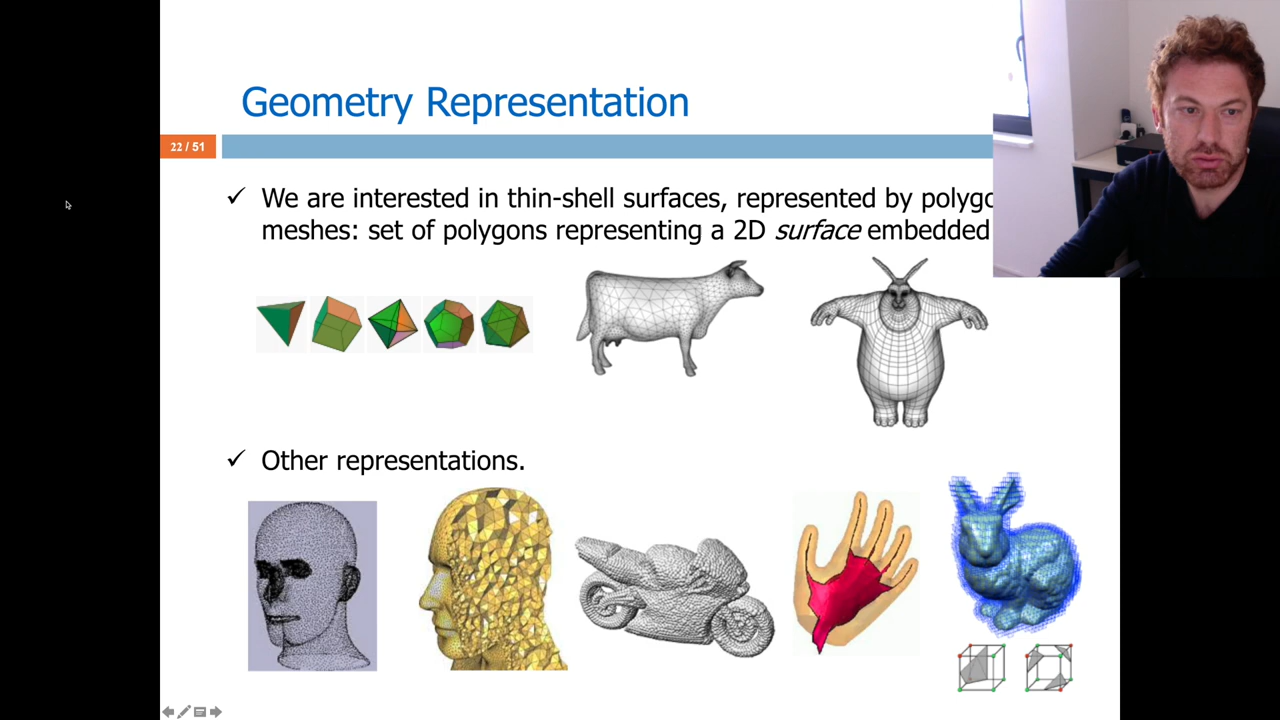 Geometry Representation
22 / 51
✓ We are interested in thin-shell surfaces, represented by
meshes: set of polygons representing a 2D surface embedded
✓ Other representations.